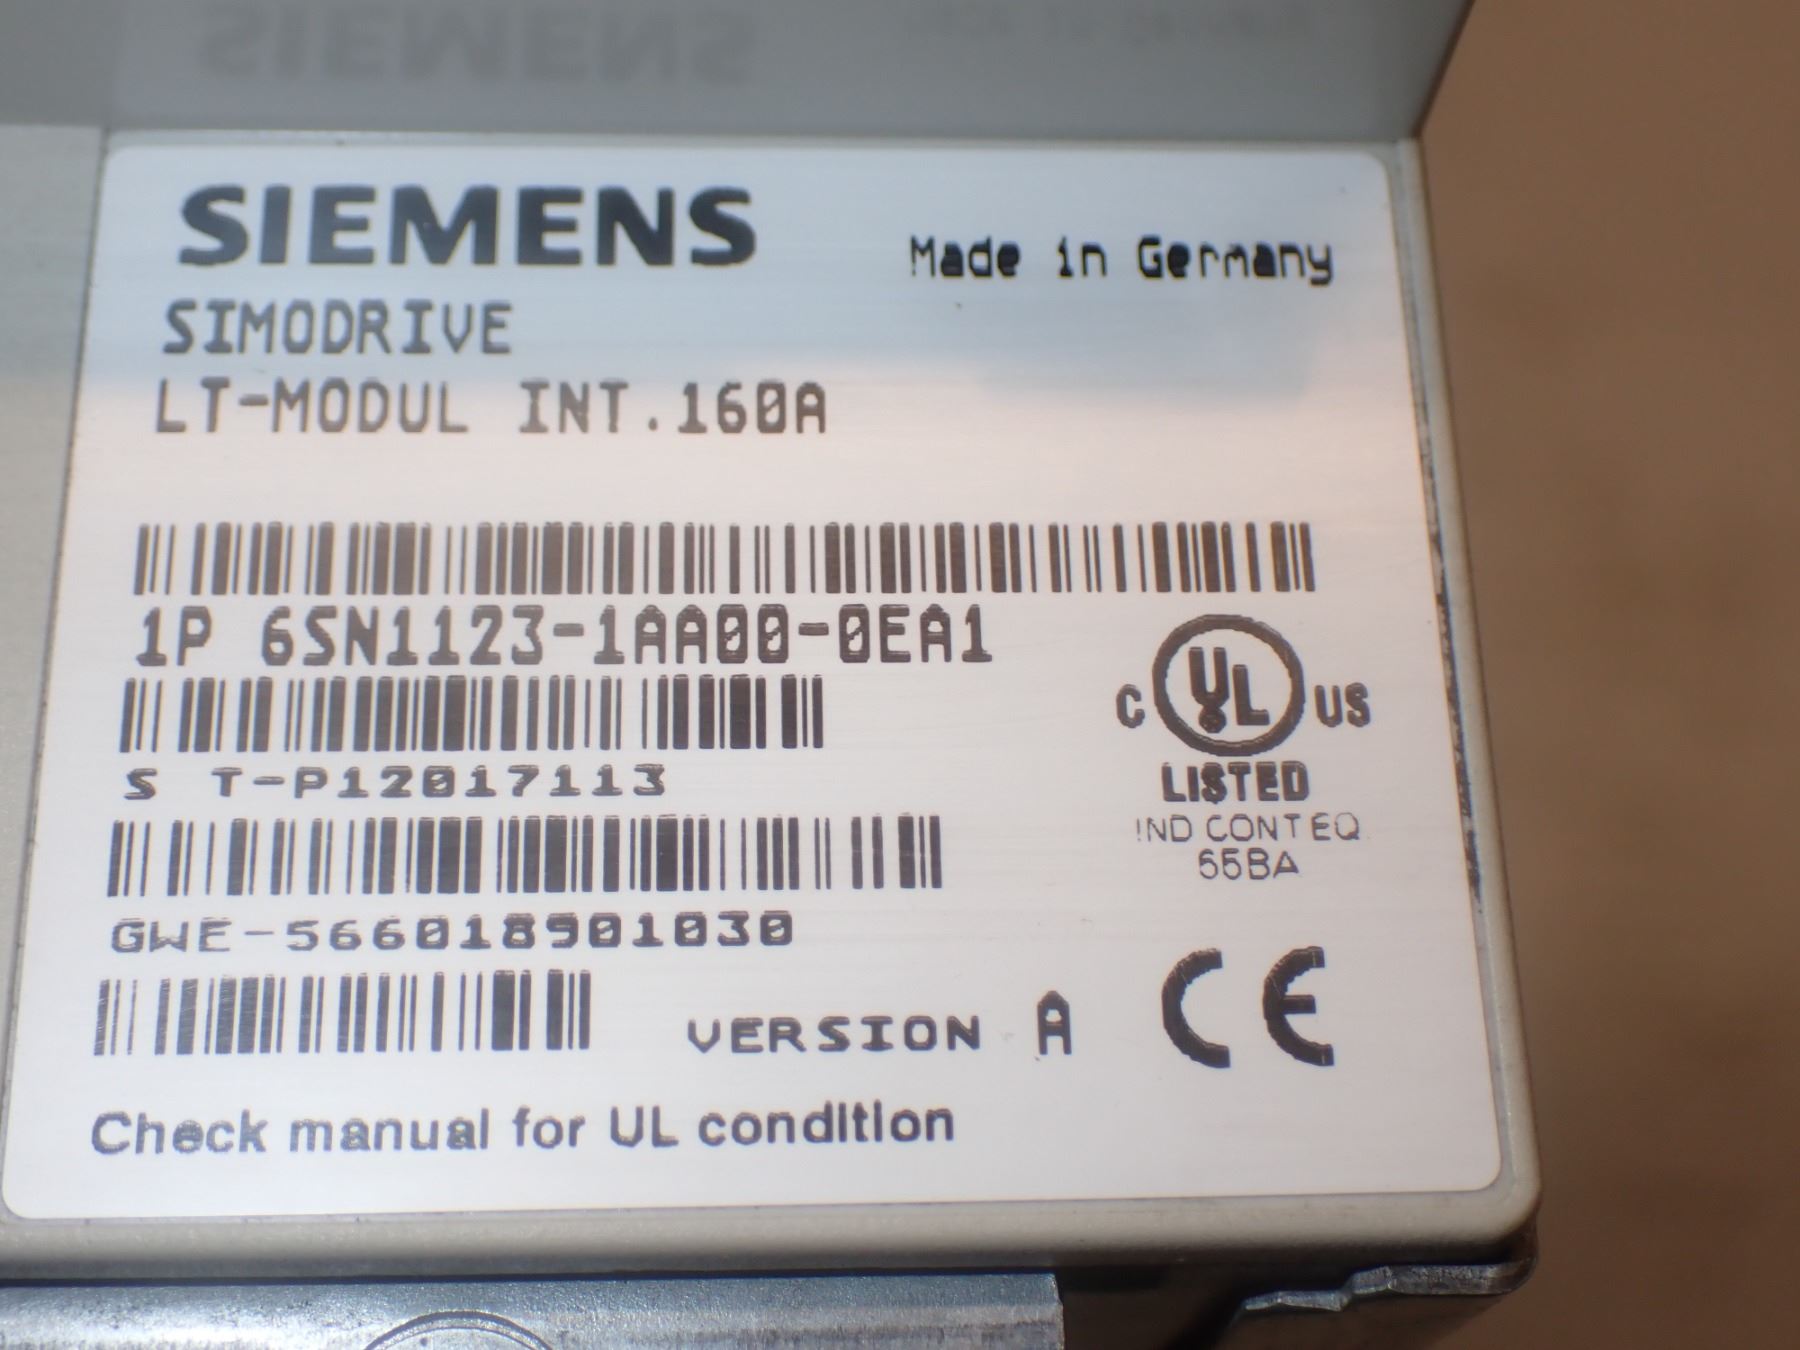 SIEMENS
Made in Germany
SIMODRIVE
LT-MODUL INT.160A
1P 6SN1123-1AA00-0EA1
S T-P12017113
GWE-566018901030
VERSION A
C UL US
LISTED
IND CONT EQ
65BA
CE
Check manual for UL condition